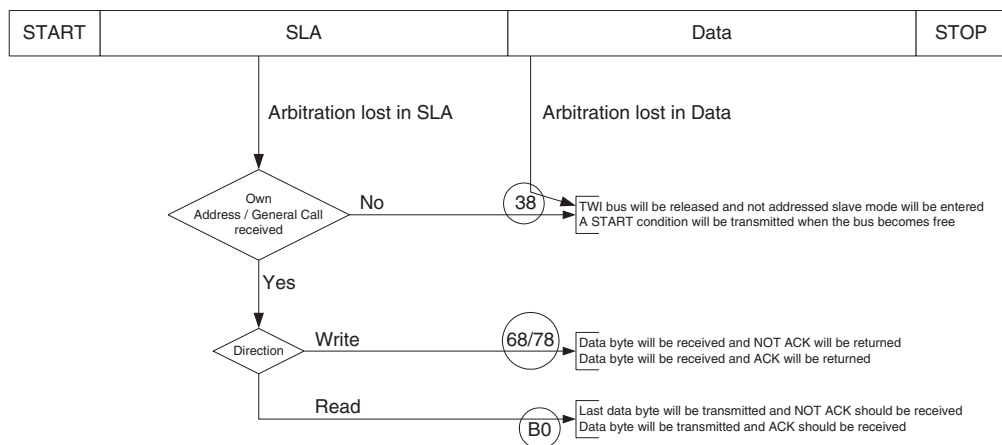 START SLA Data STOP
Arbitration lost in SLA Arbitration lost in Data
Own
Address / General Call
received
No
38
TWI bus will be released and not addressed slave mode will be entered
A START condition will be transmitted when the bus becomes free
Yes
Direction
Write
68/78
Data byte will be received and NOT ACK will be returned
Data byte will be received and ACK will be returned
Read
B0
Last data byte will be transmitted and NOT ACK should be received
Data byte will be transmitted and ACK should be received